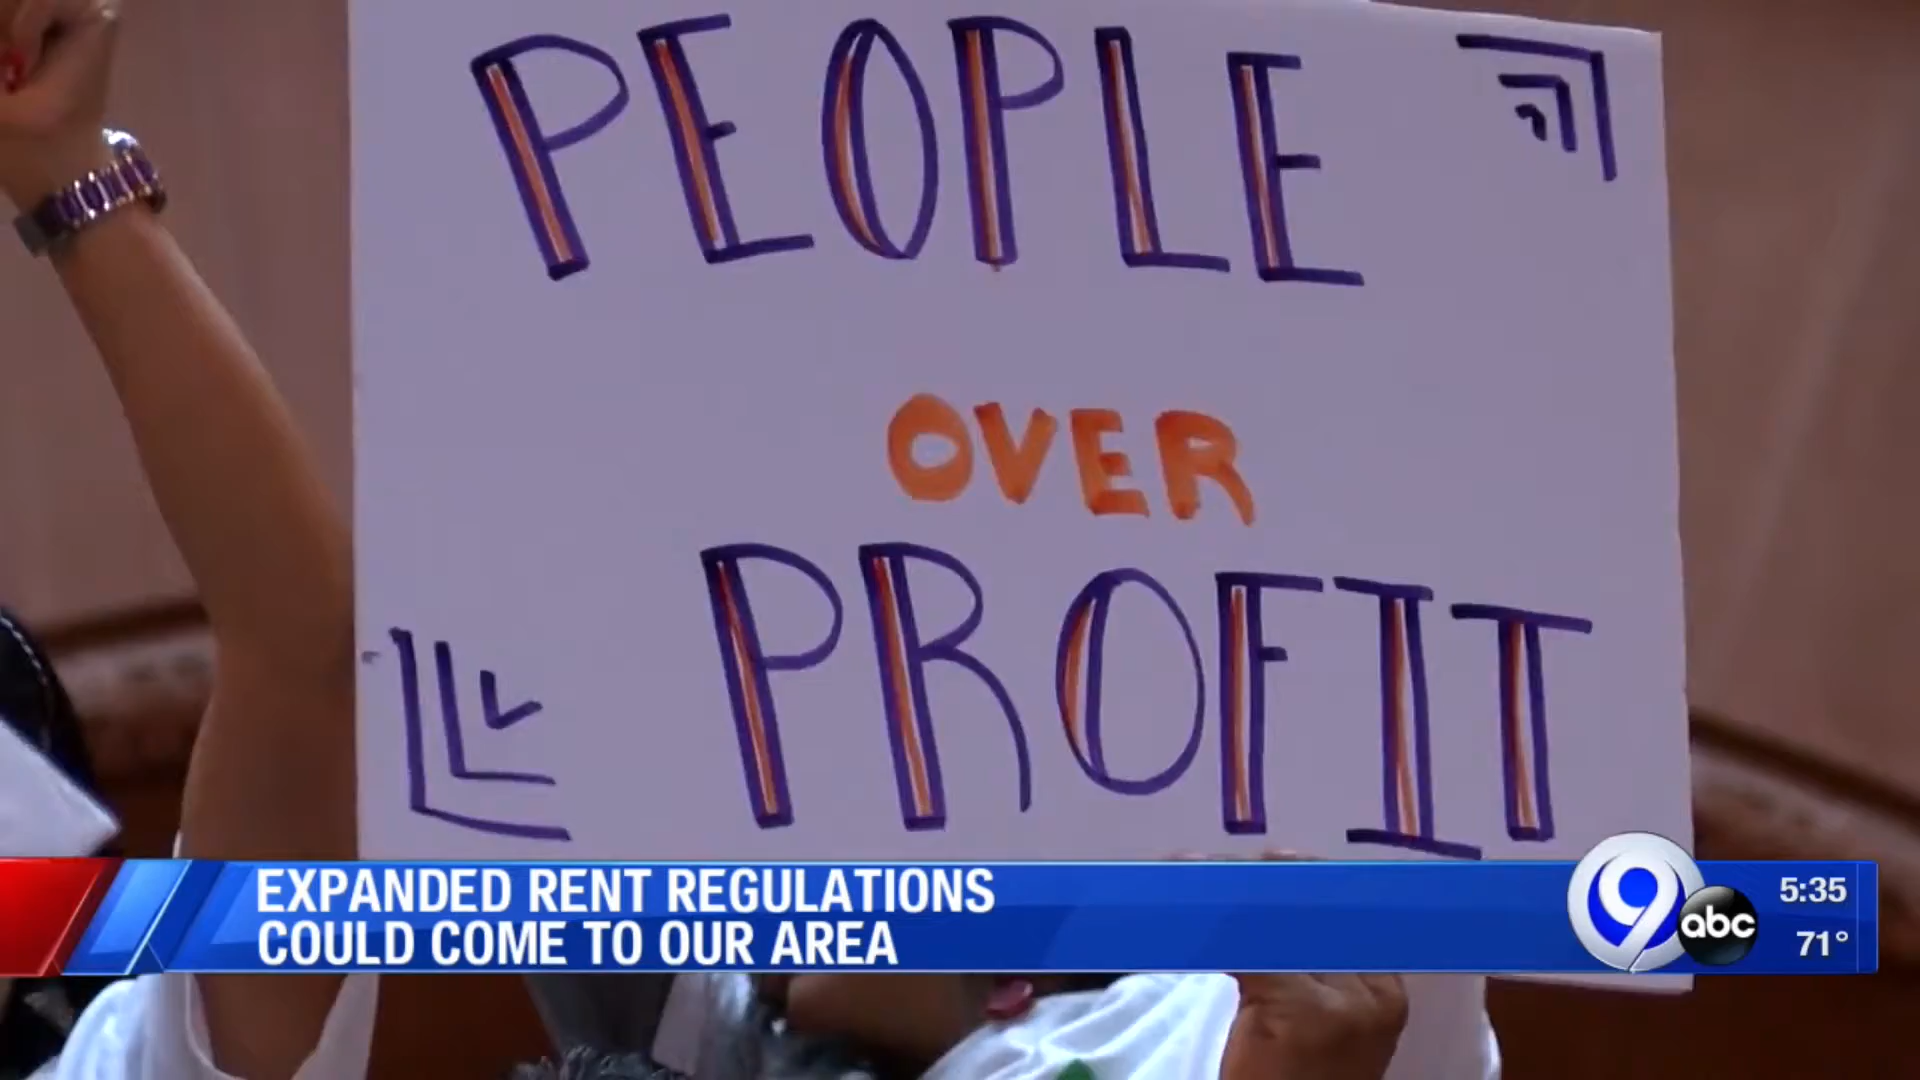 PEOPLE
OVER
PROFIT
EXPANDED RENT REGULATIONS
COULD COME TO OUR AREA
9
abc
5:35
71°